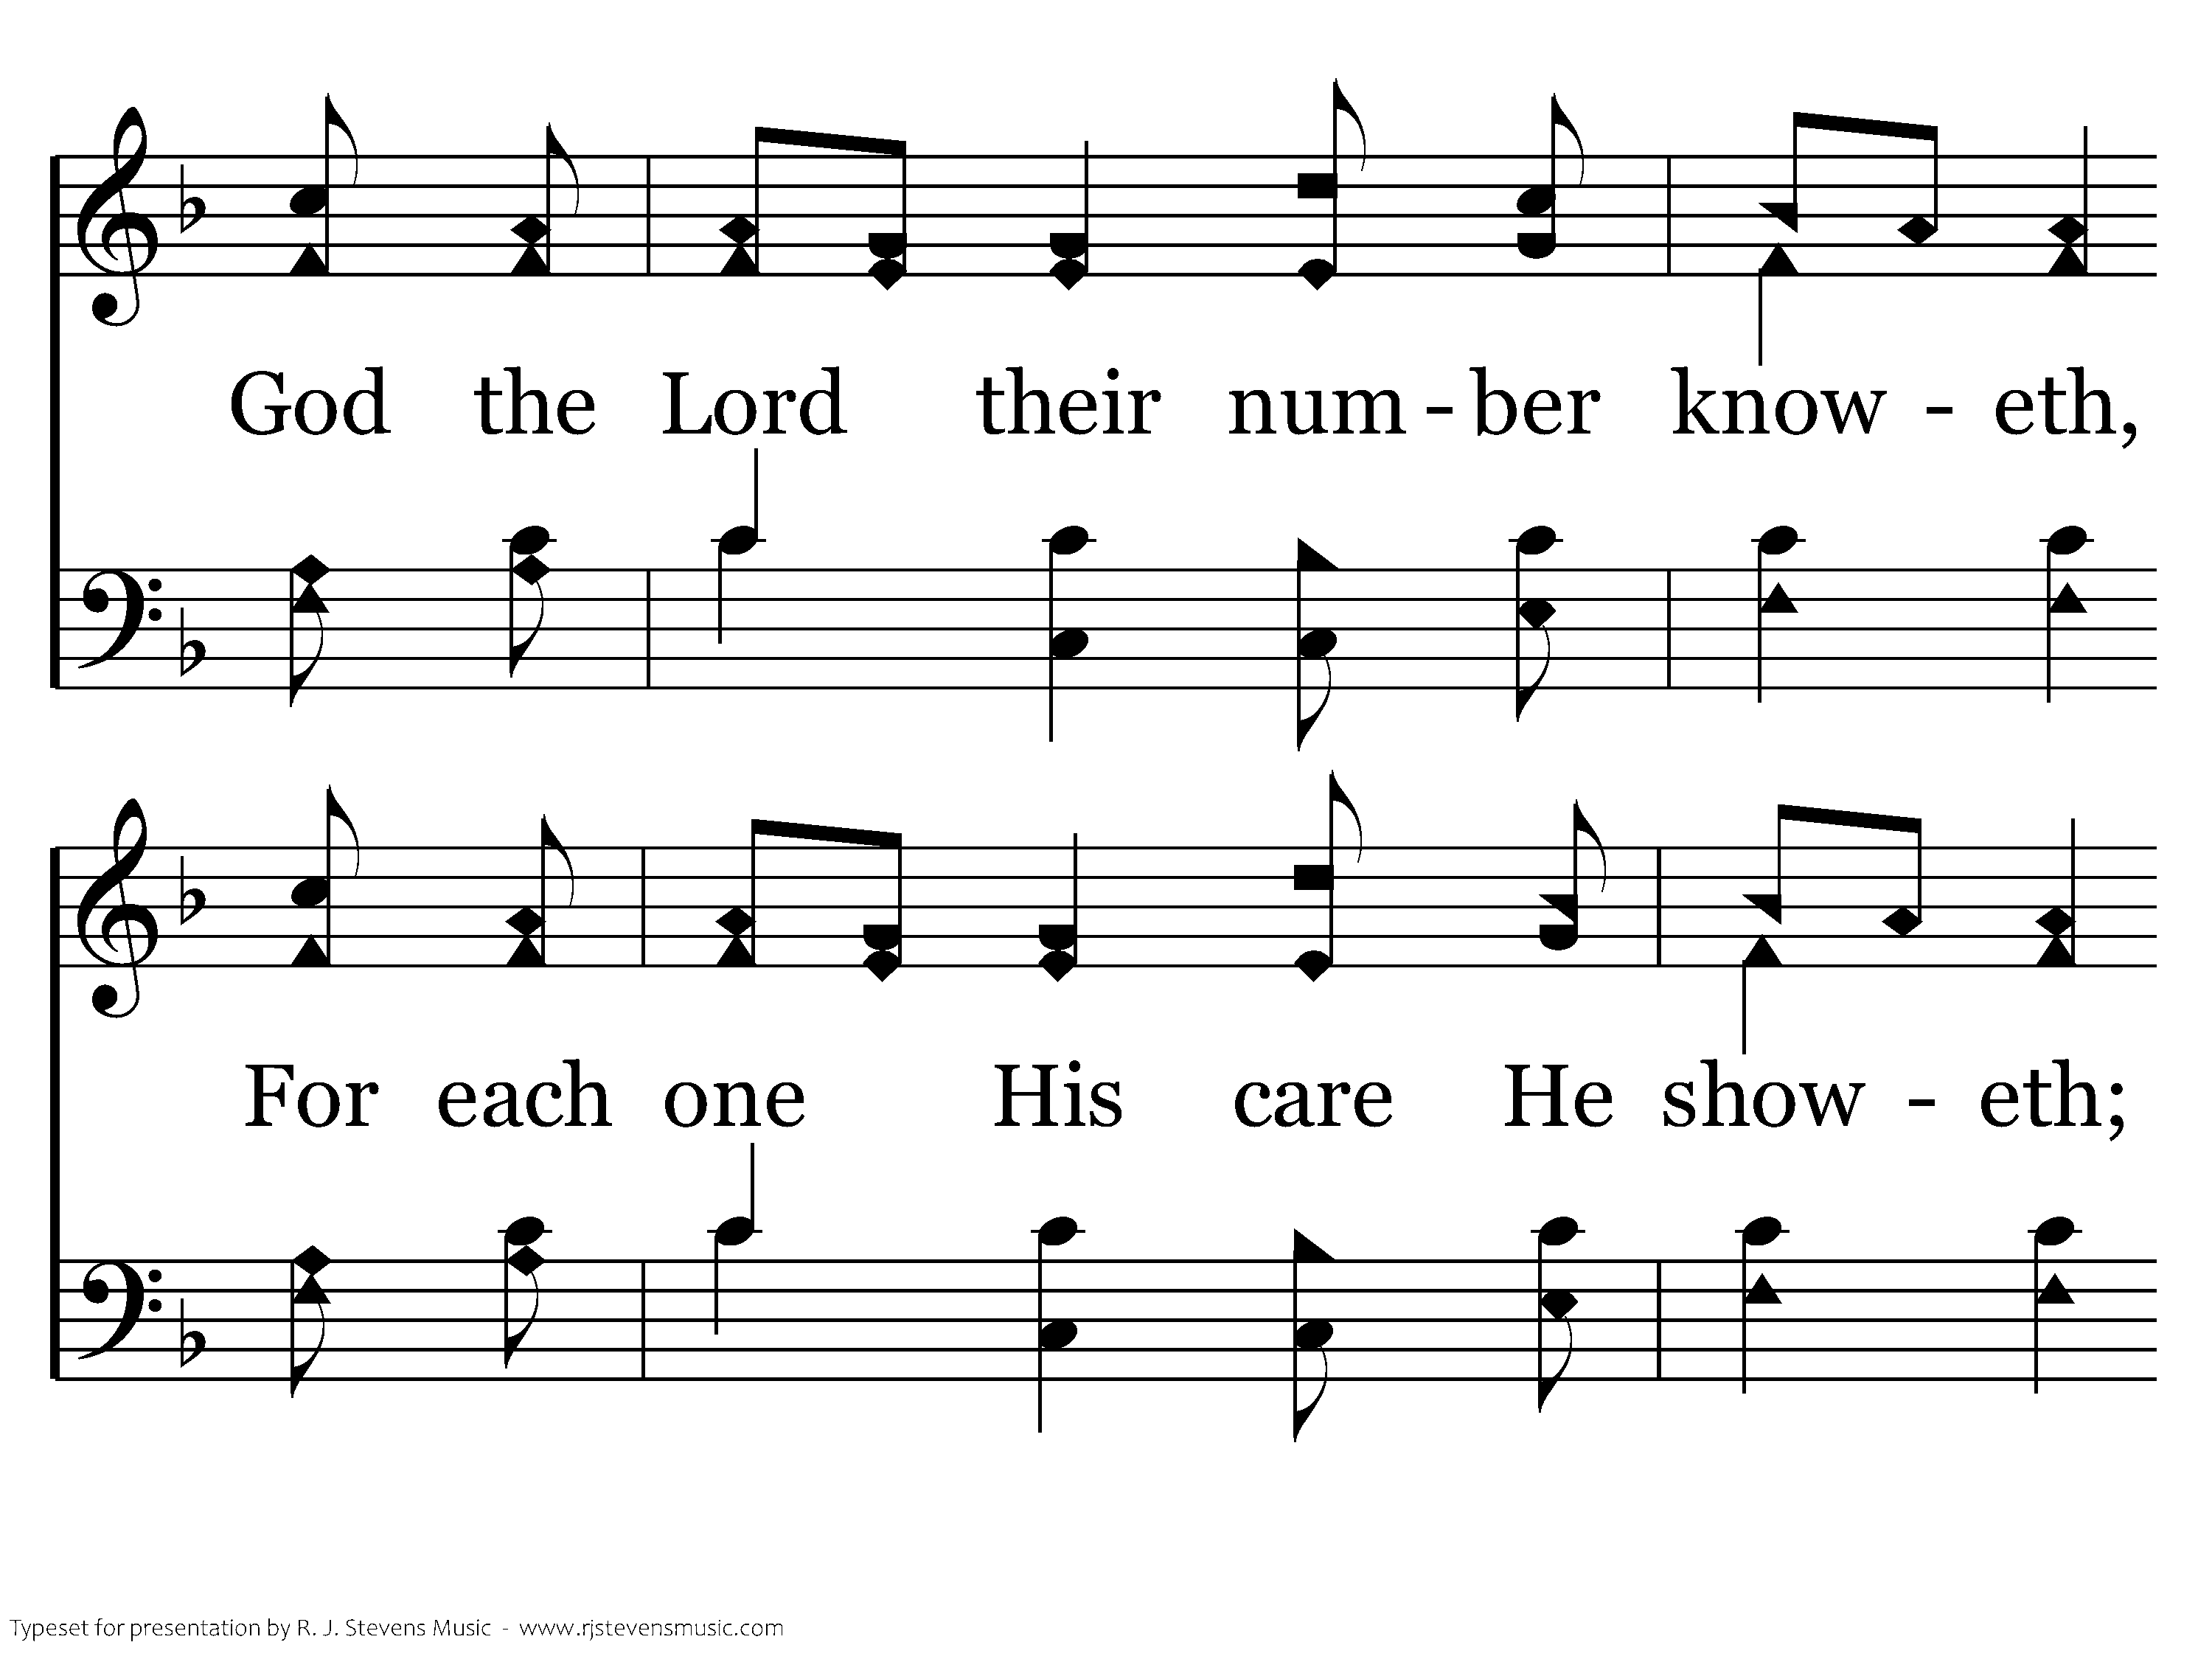 God the Lord their num - ber know - eth,
For each one His care He show - eth;
Typeset for presentation by R. J. Stevens Music - www.rjstevensmusic.com